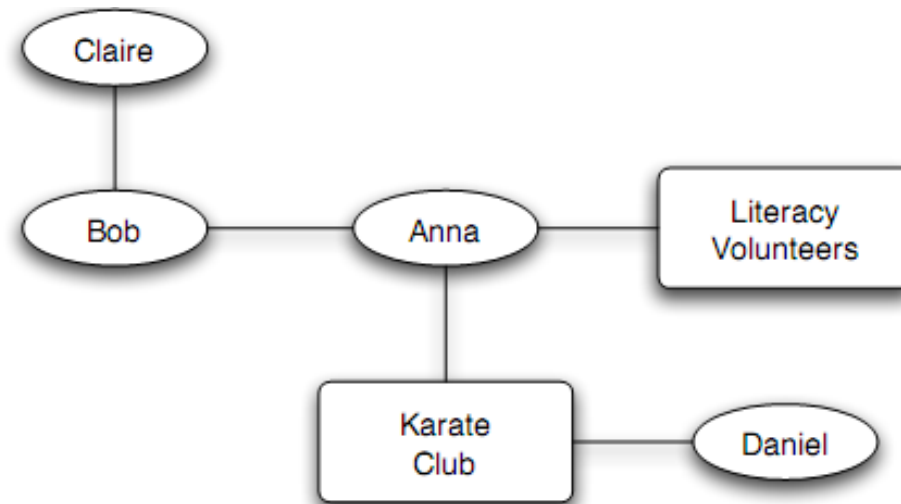 Claire
Bob
Anna
Literacy
Volunteers
Karate
Club
Daniel